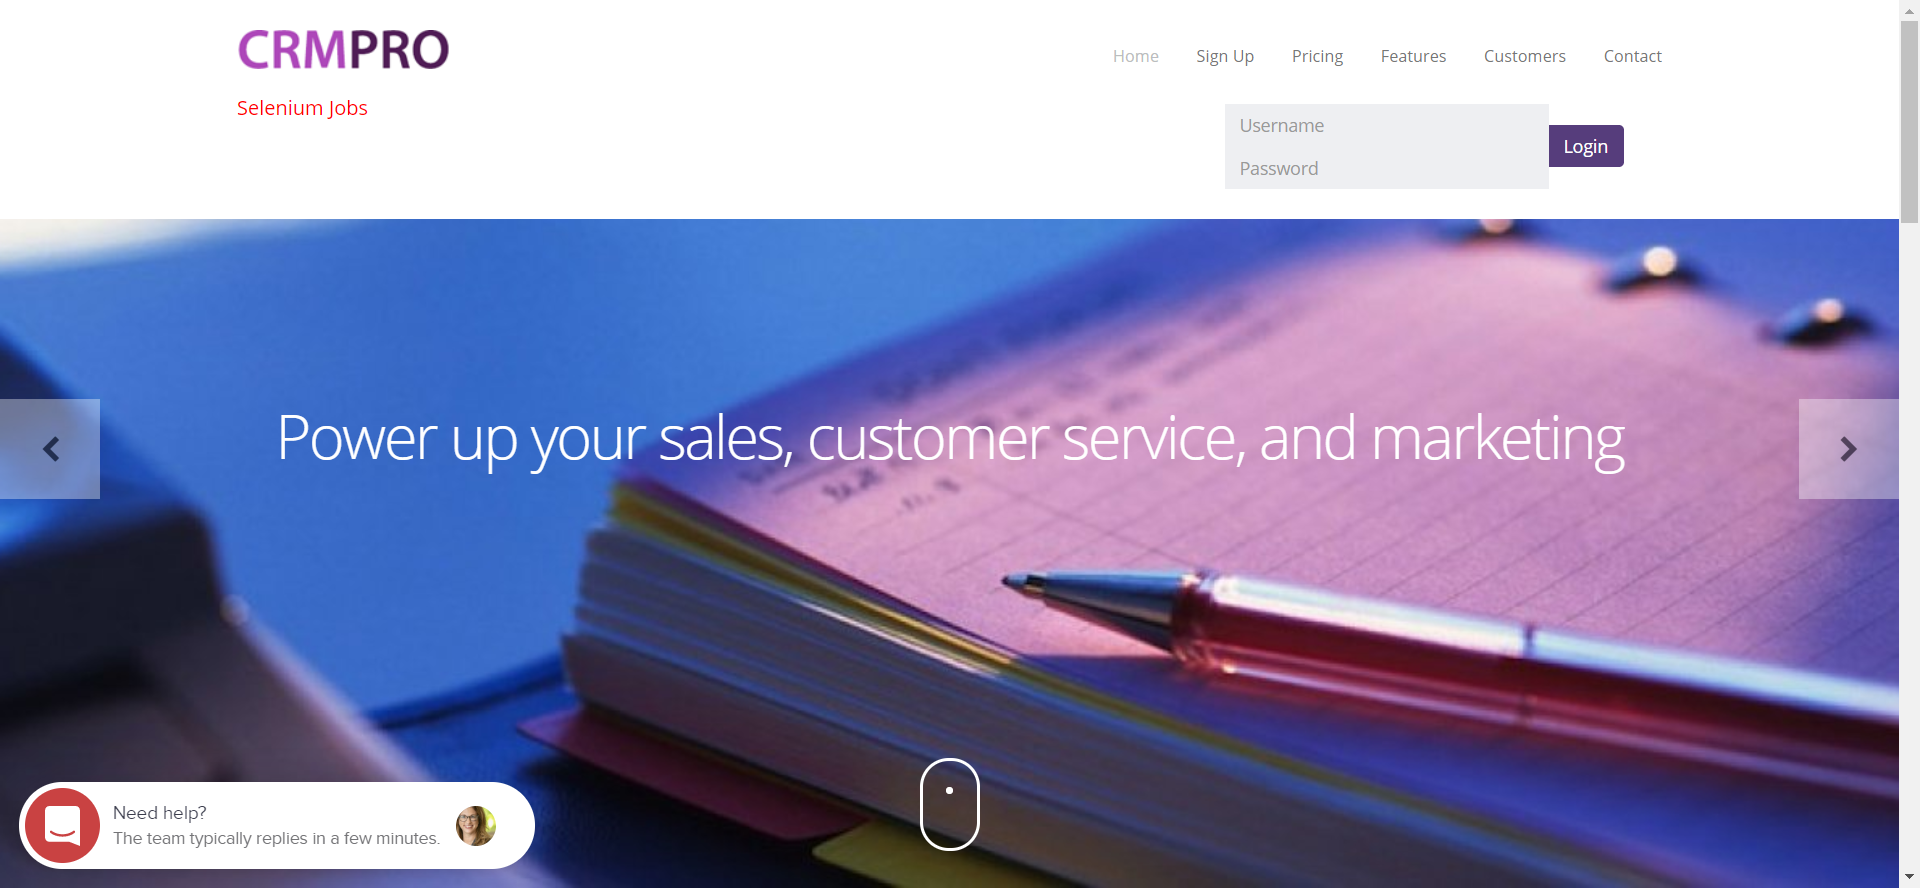 CRMPRO
Home Sign Up Pricing Features Customers Contact
Selenium Jobs
Username
Password
Login
Power up your sales, customer service, and marketing
Need help?
The team typically replies in a few minutes.